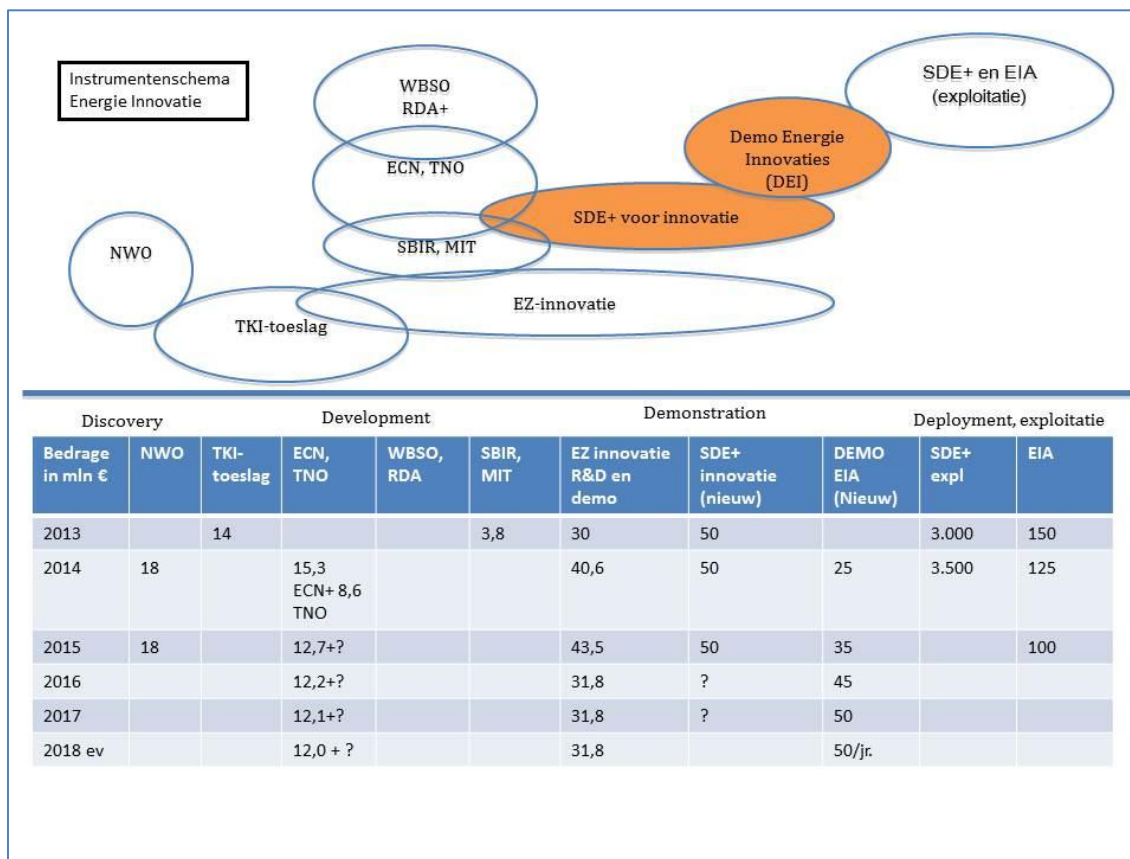 Instrumentenschema
Energie Innovatie
WBSO
RDA+
SDE+ en EIA
(exploitatie)
Demo Energie
Innovaties
(DEI)
ECN, TNO
SDE+ voor innovatie
NWO
SBIR, MIT
EZ-innovatie
TKI-toeslag
Discovery Development Demonstration Deployment, exploitatie
Bedrage in mln € NWO TKI-toeslag ECN, TNO WBSO, RDA SBIR, MIT EZ innovatie R&D en demo SDE+ innovatie (nieuw) DEMO EIA (Nieuw) SDE+ expl EIA
2013 14 3,8 30 50 3.000 150
2014 18 15,3 ECN+ 8,6 TNO 40,6 50 25 3.500 125
2015 18 12,7+? 43,5 50 35 100
2016 12,2+? 31,8 ? 45
2017 12,1+? 31,8 ? 50
2018 ev 12,0 + ? 31,8 50/jr.